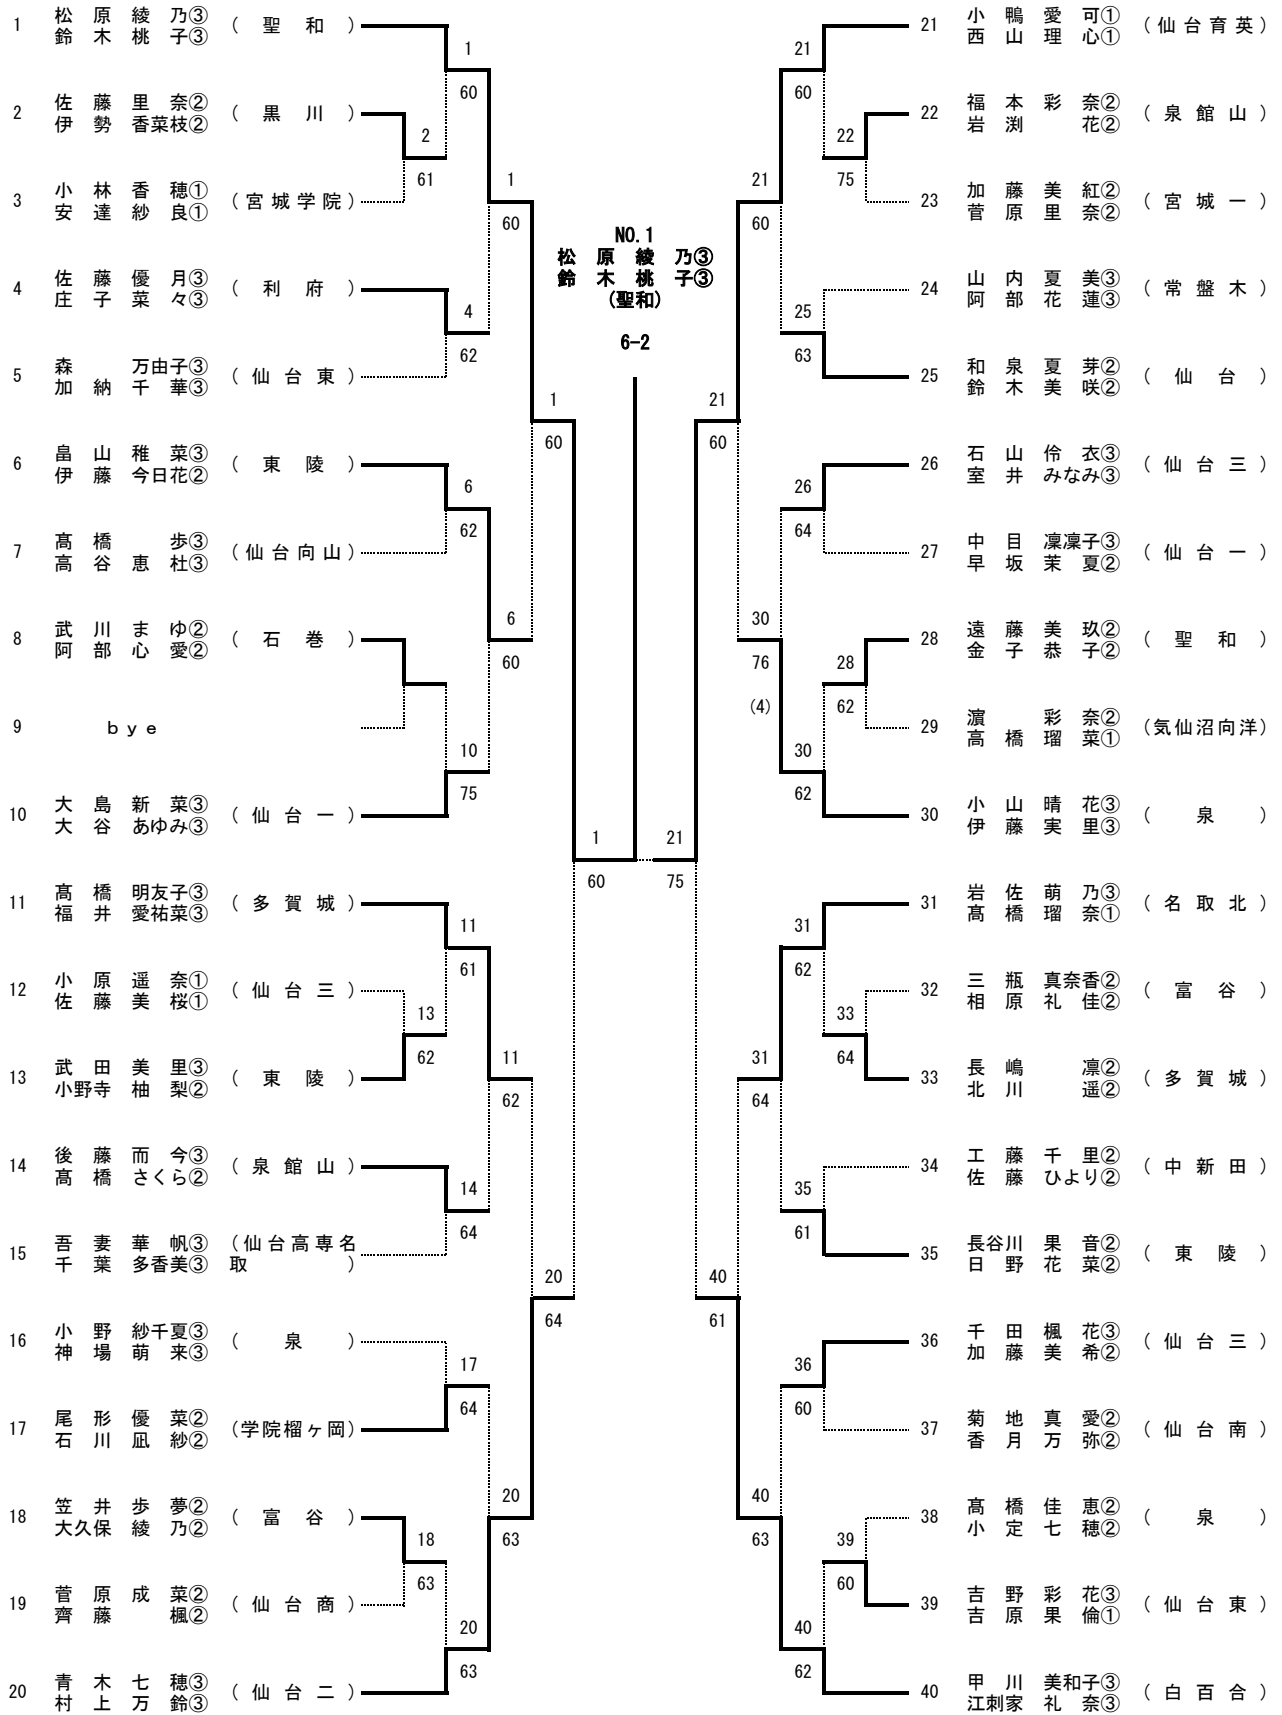 1 松原綾乃③ 鈴木桃子③ (聖和)
2 佐藤里奈② 伊勢香菜枝② (黒川)
3 小林香穂① 安達紗良① (宮城学院)
4 佐藤優月③ 庄子菜々③ (利府)
5 森万由子③ 加納千華③ (仙台東)
6 畠山稚菜③ 伊藤今日花② (東陵)
7 髙橋歩③ 高谷恵杜③ (仙台向山)
8 武川まゆ② 阿部心愛② (石巻)
9 ｂｙｅ
10 大島新菜③ 大谷あゆみ③ (仙台一)
11 髙橋明友子③ 福井愛祐菜③ (多賀城)
12 小原遥奈① 佐藤美桜① (仙台三)
13 武田美里③ 小野寺柚梨② (東陵)
14 後藤而今③ 髙橋さくら② (泉館山)
15 吾妻華帆③ 千葉多香美③ (仙台高専名取)
16 小野紗千夏③ 神場萌来③ (泉)
17 尾形優菜② 石川凪紗② (学院榴ヶ岡)
18 笠井歩夢② 大久保綾乃② (富谷)
19 菅原成菜② 齊藤楓② (仙台商)
20 青木七穂③ 村上万鈴③ (仙台二)
1 60
2 61
4 62
6 62
10 75
11 61
13 62
14 64
17 64
18 63
20 63
1 60
6 60
11 62
20 63
1 60
20 64
1 60
NO.1
松原綾乃③
鈴木桃子③
(聖和)
6-2
21 75
21 60
40 61
21 60
30 76 (4)
31 64
40 63
21 60
22 75
25 63
26 64
28 62
30 62
31 62
33 64
35 61
36 60
39 60
40 62
21 小鴨愛可① 西山理心① (仙台育英)
22 福本彩奈② 岩渕花② (泉館山)
23 加藤美紅② 菅原里奈② (宮城一)
24 山内夏美③ 阿部花蓮③ (常盤木)
25 和泉夏芽② 鈴木美咲② (仙台)
26 石山伶衣③ 室井みなみ③ (仙台三)
27 中目凜凜子③ 早坂茉夏② (仙台一)
28 遠藤美玖② 金子恭子② (聖和)
29 濵彩奈② 高橋瑠菜① (気仙沼向洋)
30 小山晴花③ 伊藤実里③ (泉)
31 岩佐萌乃③ 髙橋瑠奈① (名取北)
32 三瓶真奈香② 相原礼佳② (富谷)
33 長嶋凛② 北川遥② (多賀城)
34 工藤千里② 佐藤ひより② (中新田)
35 長谷川果音② 日野花菜② (東陵)
36 千田楓花③ 加藤美希② (仙台三)
37 菊地真愛② 香月万弥② (仙台南)
38 髙橋佳恵② 小定七穂② (泉)
39 吉野彩花③ 吉原果倫① (仙台東)
40 甲川美和子③ 江刺家礼奈③ (白百合)